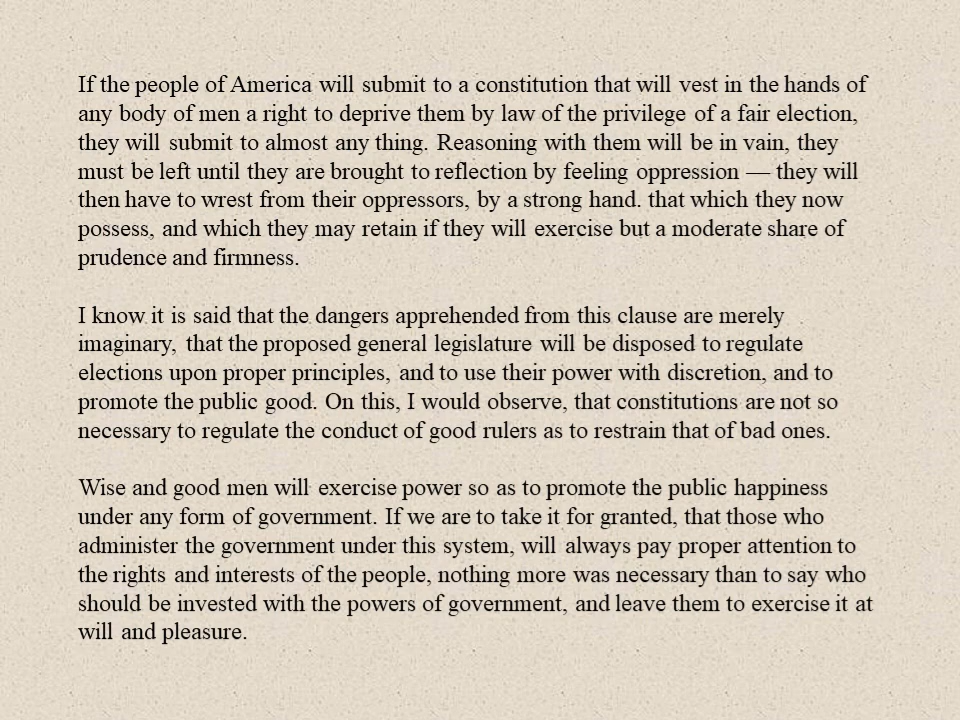 If the people of America will submit to a constitution that will vest in the hands of
any body of men a right to deprive them by law of the privilege of a fair election,
they will submit to almost any thing. Reasoning with them will be in vain, they
must be left until they are brought to reflection by feeling oppression — they will
then have to wrest from their oppressors, by a strong hand. that which they now
possess, and which they may retain if they will exercise but a moderate share of
prudence and firmness.
I know it is said that the dangers apprehended from this clause are merely
imaginary, that the proposed general legislature will be disposed to regulate
elections upon proper principles, and to use their power with discretion, and to
promote the public good. On this, I would observe, that constitutions are not so
necessary to regulate the conduct of good rulers as to restrain that of bad ones.
Wise and good men will exercise power so as to promote the public happiness
under any form of government. If we are to take it for granted, that those who
administer the government under this system, will always pay proper attention to
the rights and interests of the people, nothing more was necessary than to say who
should be invested with the powers of government, and leave them to exercise it at
will and pleasure.